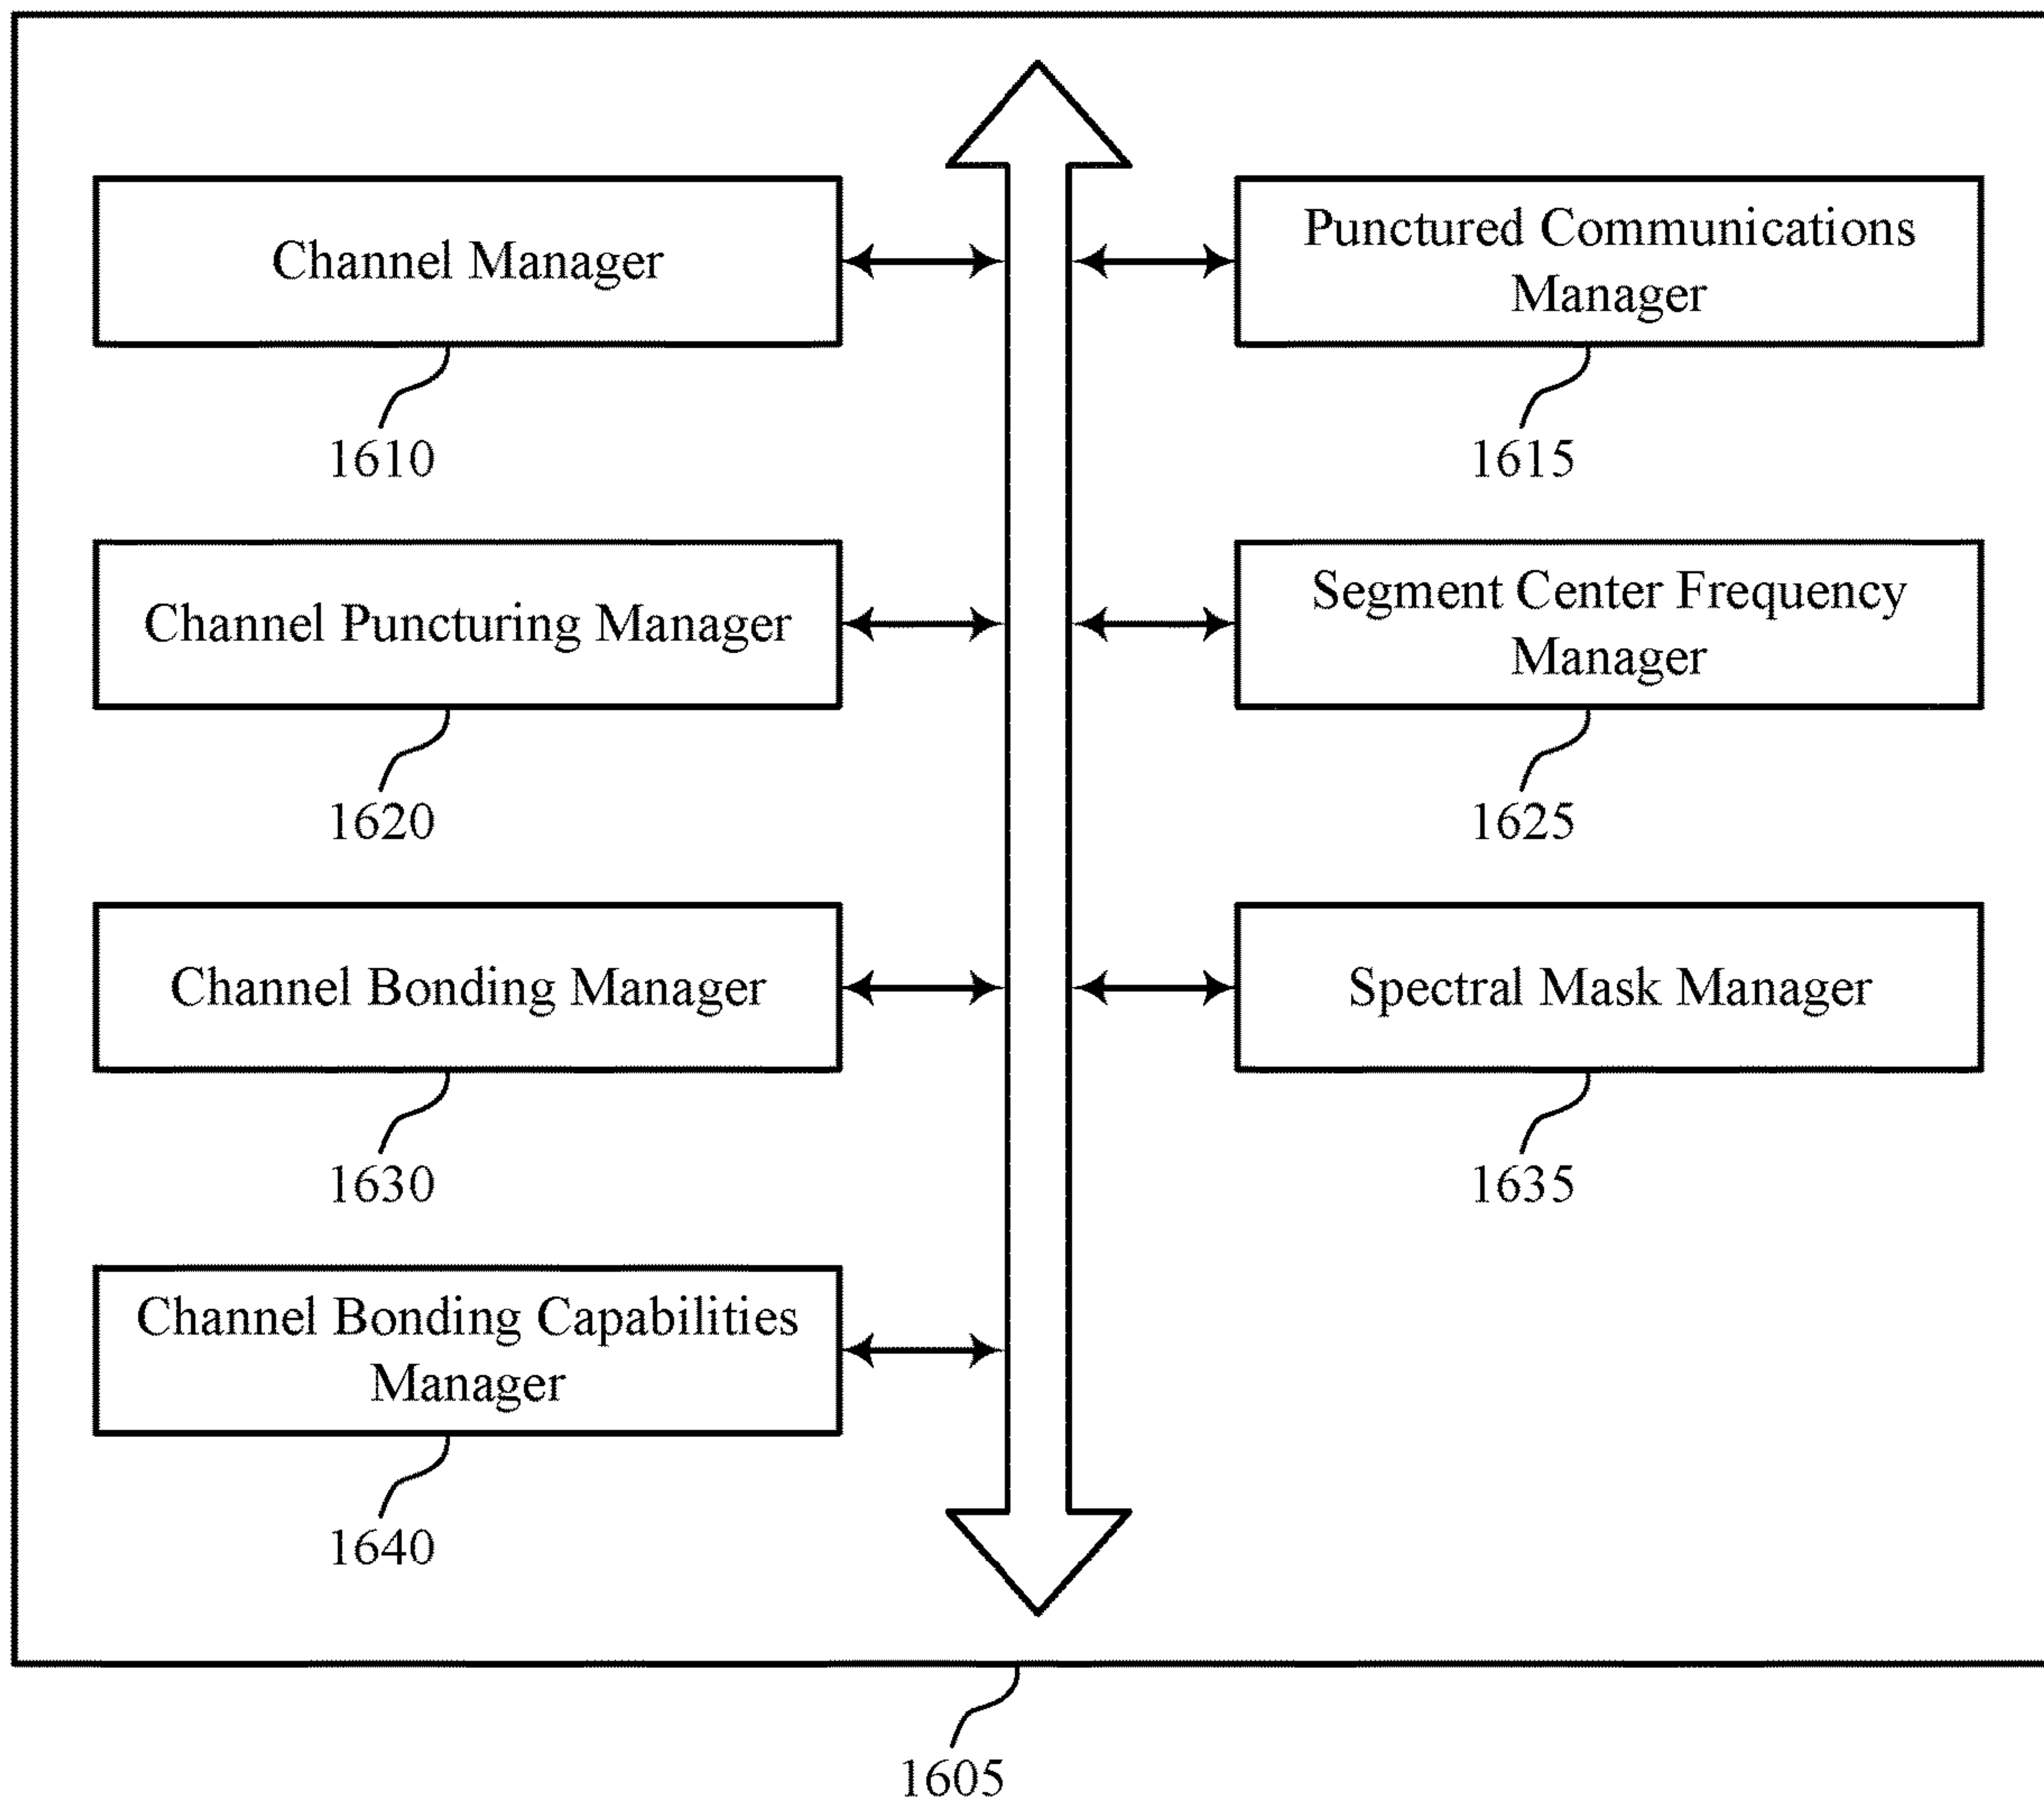 Channel Manager
1610
Punctured Communications
Manager
1615
Channel Puncturing Manager
1620
Segment Center Frequency
Manager
1625
Channel Bonding Manager
1630
Spectral Mask Manager
1635
Channel Bonding Capabilities
Manager
1640
1605